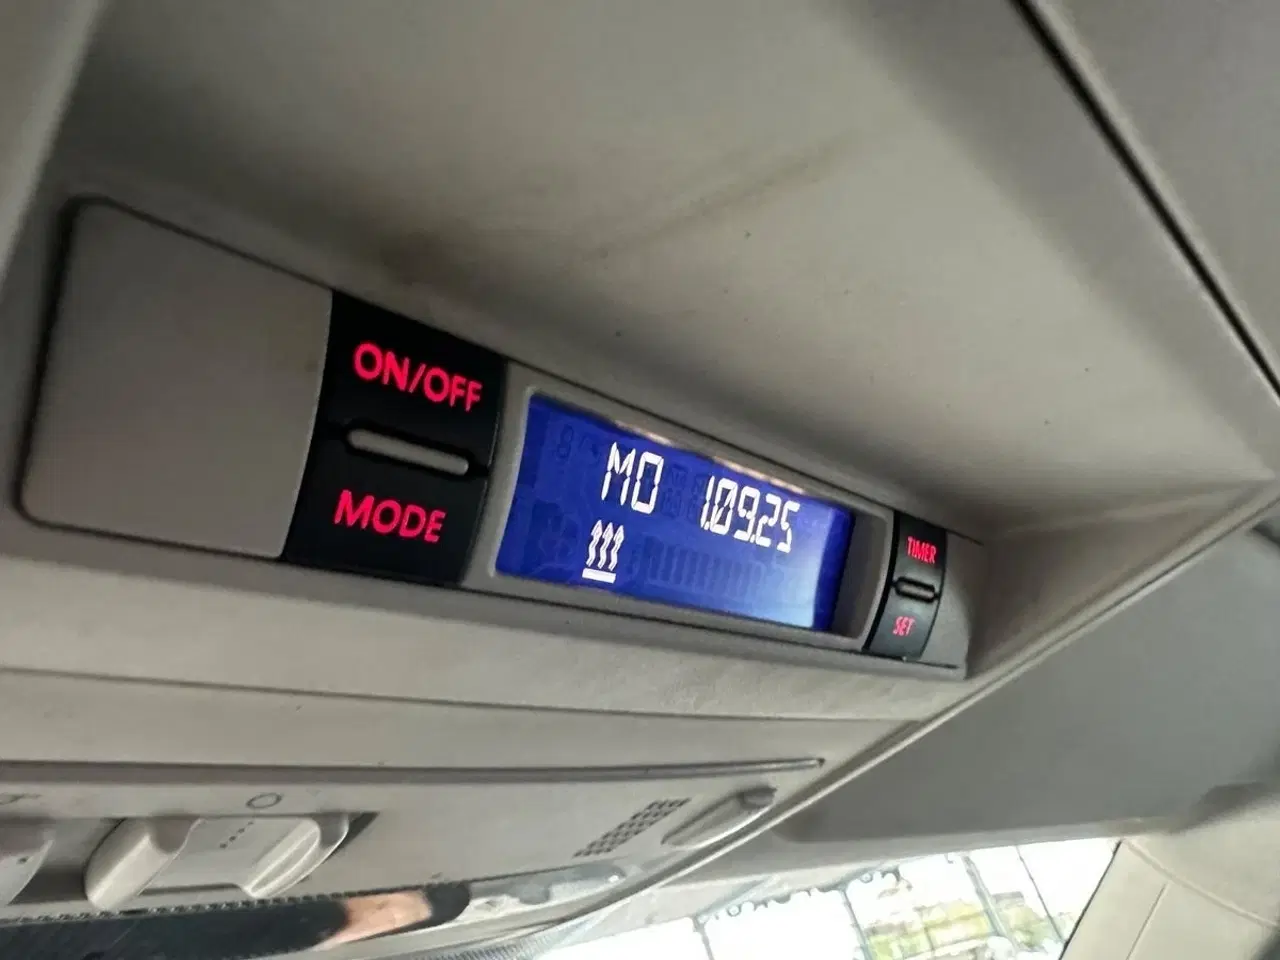 ON/OFF
MODE
MO 1.09.25
TIMER
SET